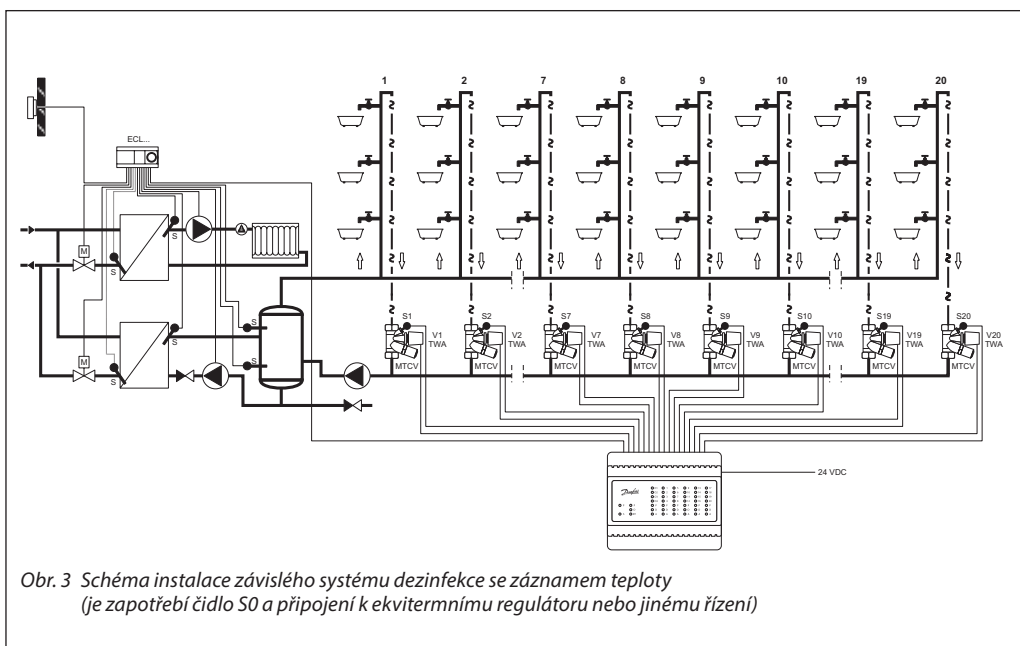 1 2 7 8 9 10 19 20
ECL...
M
S
S
M
S
S
S
S
S1 S2 S7 S8 S9 S10 S19 S20
V1 V2 V7 V8 V9 V10 V19 V20
TWA TWA TWA TWA TWA TWA TWA TWA
MTCV MTCV MTCV MTCV MTCV MTCV MTCV MTCV
24 VDC
Danfoss
Obr. 3 Schéma instalace závislého systému dezinfekce se záznamem teploty
(je zapotřebí čidlo S0 a připojení k ekvitermnímu regulátoru nebo jinému řízení)